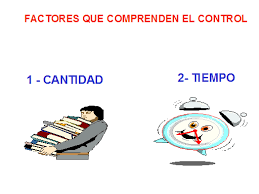 FACTORES QUE COMPRENDEN EL CONTROL
1 - CANTIDAD
2- TIEMPO